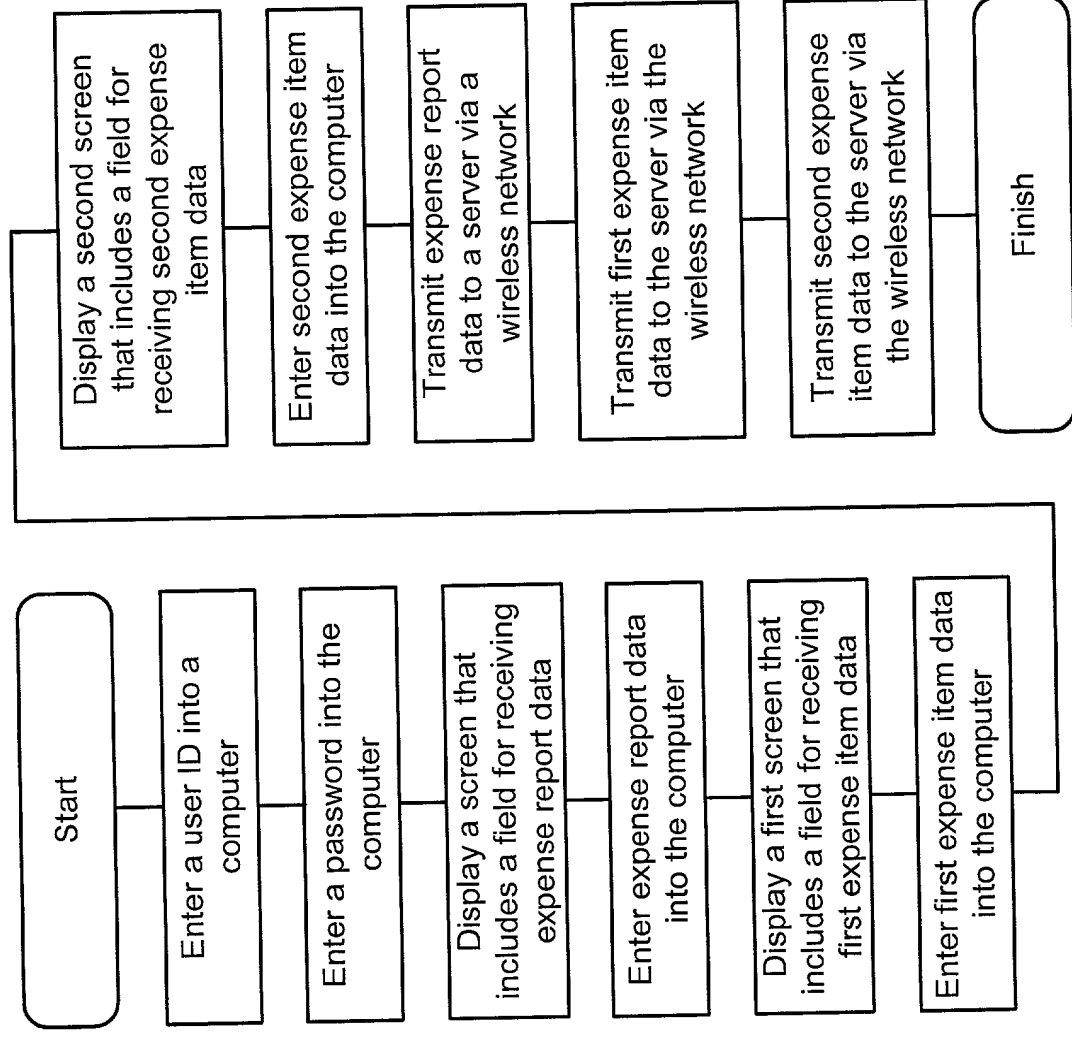 Start
Enter a user ID into a
computer
Enter a password into the
computer
Display a screen that
includes a field for receiving
expense report data
Enter expense report data
into the computer
Display a first screen that
includes a field for receiving
first expense item data
Enter first expense item data
into the computer
Display a second screen
that includes a field for
receiving second expense
item data
Enter second expense item
data into the computer
Transmit expense report
data to a server via a
wireless network
Transmit first expense item
data to the server via the
wireless network
Transmit second expense
item data to the server via
the wireless network
Finish